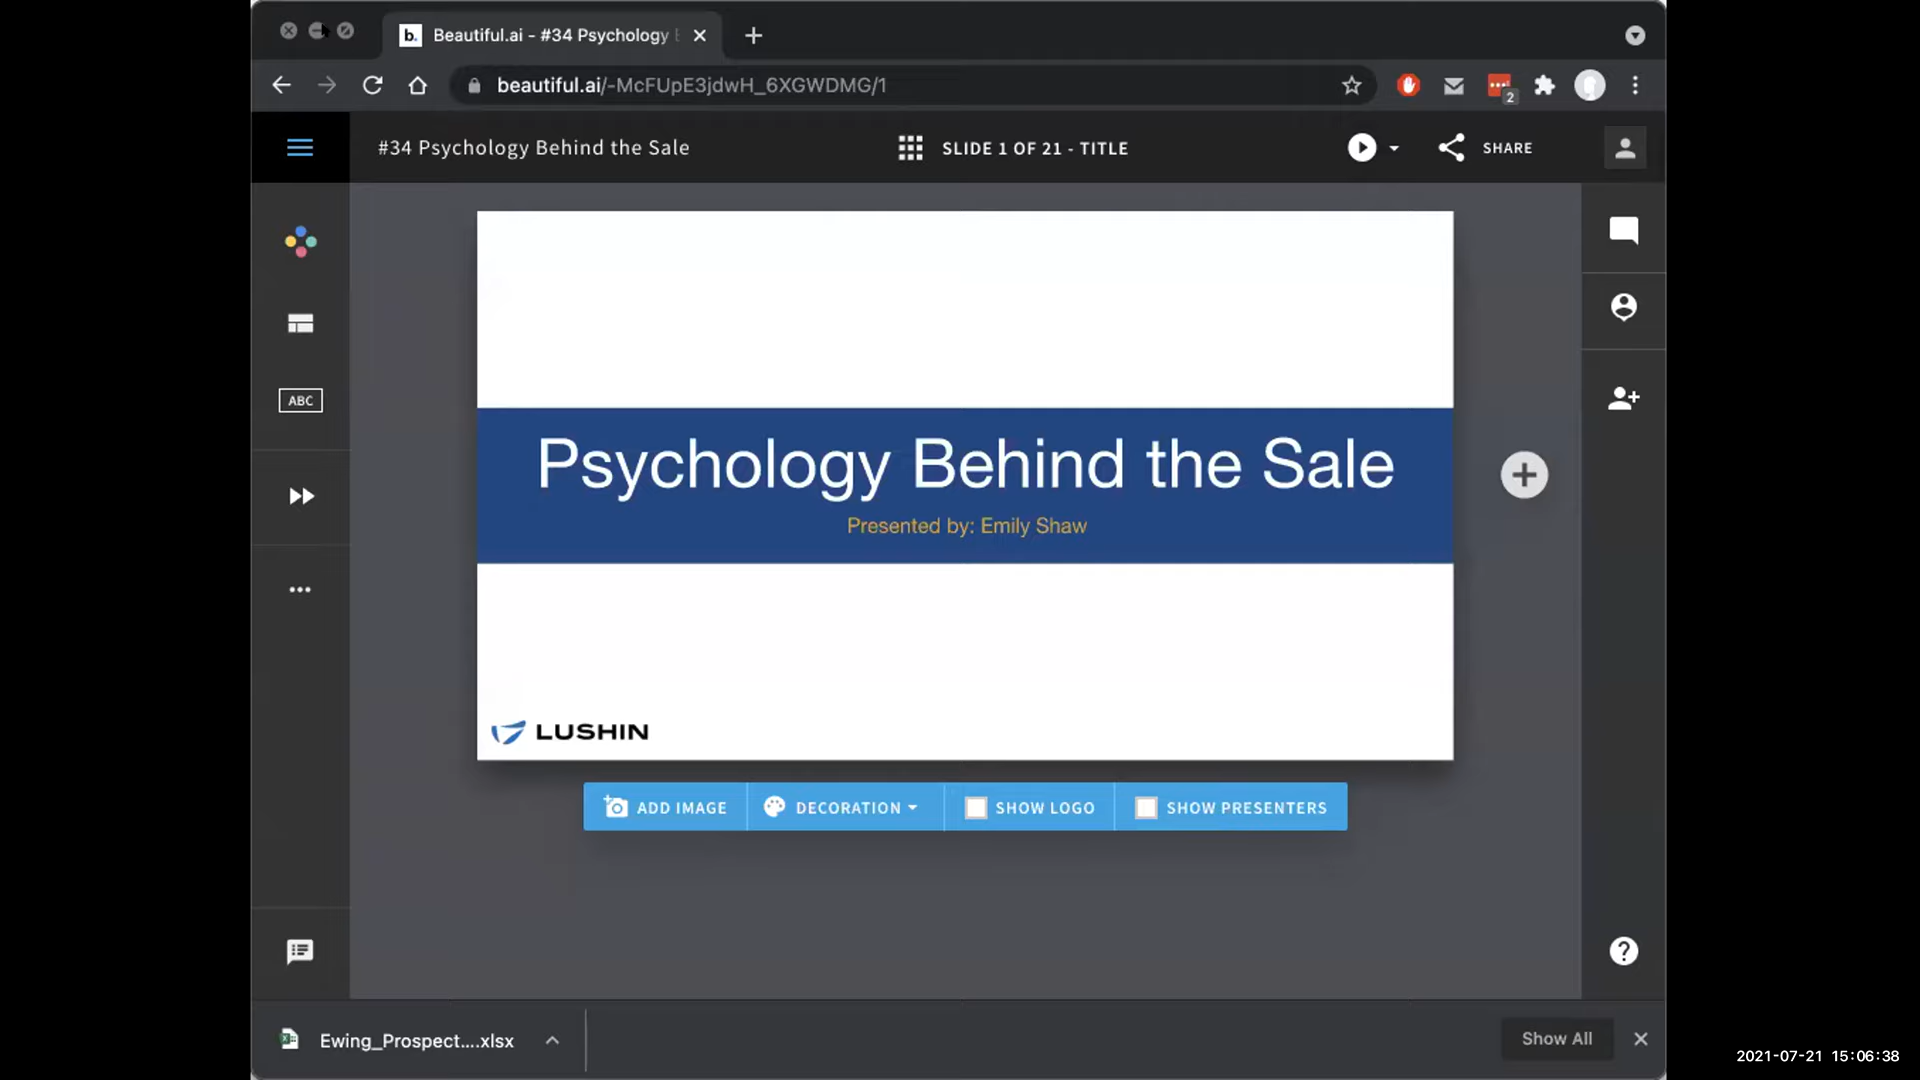 b. Beautiful.ai - #34 Psychology
beautiful.ai/-McFUpE3jdwH_6XGWDMG/1
2
#34 Psychology Behind the Sale
SLIDE 1 OF 21 - TITLE
SHARE
ABC
Psychology Behind the Sale
Presented by: Emily Shaw
LUSHIN
ADD IMAGE
DECORATION
SHOW LOGO
SHOW PRESENTERS
Ewing_Prospect....xlsx
Show All
2021-07-21 15:06:38